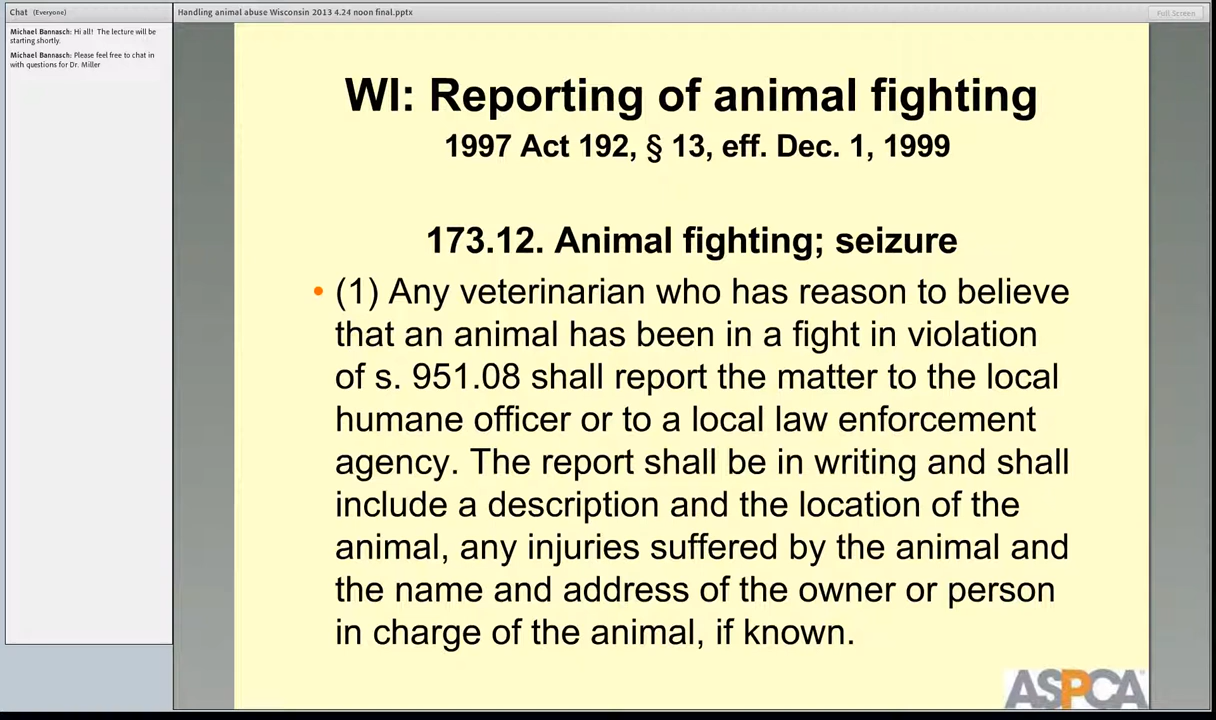 Chat (Everyone)
Michael Bannasch: Hi all! The lecture will be
starting shortly.
Michael Bannasch: Please feel free to chat in
with questions for Dr. Miller
Handling animal abuse Wisconsin 2013 4.24 noon final.pptx
Full Screen
WI: Reporting of animal fighting
1997 Act 192, § 13, eff. Dec. 1, 1999
173.12. Animal fighting; seizure
• (1) Any veterinarian who has reason to believe
that an animal has been in a fight in violation
of s. 951.08 shall report the matter to the local
humane officer or to a local law enforcement
agency. The report shall be in writing and shall
include a description and the location of the
animal, any injuries suffered by the animal and
the name and address of the owner or person
in charge of the animal, if known.
ASPCA